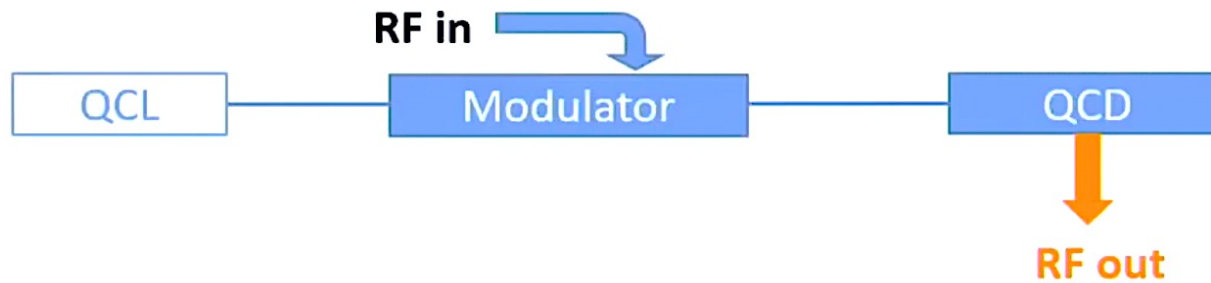 RF in
QCL
Modulator
QCD
RF out